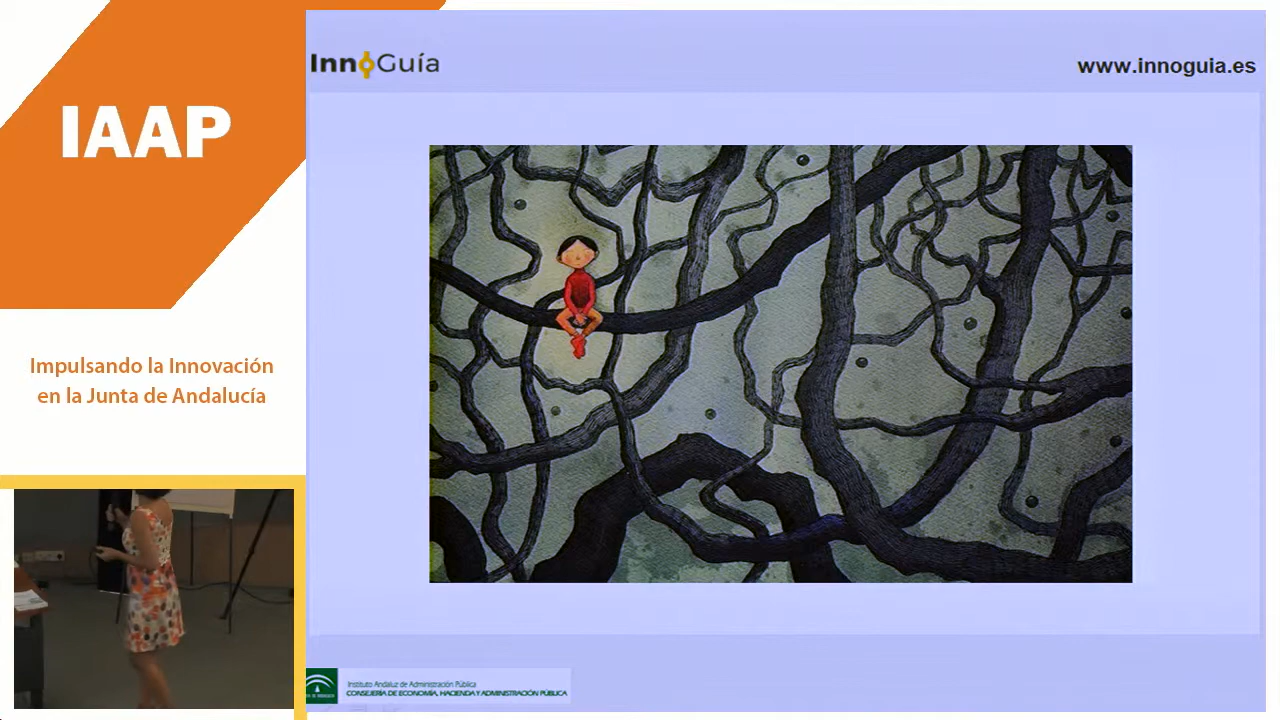 IAAP
Impulsando la Innovación
en la Junta de Andalucía
InnoGuía
www.innoguia.es
Instituto Andaluz de Administración Pública
CONSEJERÍA DE ECONOMÍA, HACIENDA Y ADMINISTRACIÓN PÚBLICA